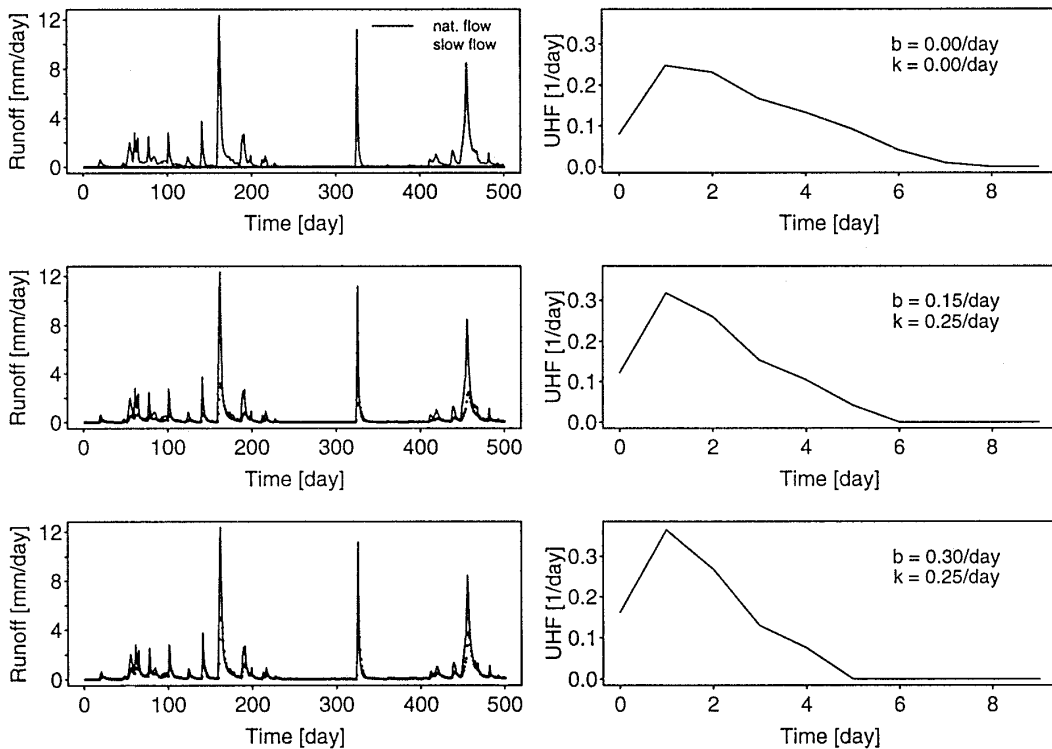 Runoff [mm/day]
12
8
4
0
nat. flow
slow flow
0 100 200 300 400 500
Time [day]
UHF [1/day]
0.3
0.2
0.1
0.0
b = 0.00/day
k = 0.00/day
0 2 4 6 8
Time [day]
Runoff [mm/day]
12
8
4
0
0 100 200 300 400 500
Time [day]
UHF [1/day]
0.3
0.2
0.1
0.0
b = 0.15/day
k = 0.25/day
0 2 4 6 8
Time [day]
Runoff [mm/day]
12
8
4
0
0 100 200 300 400 500
Time [day]
UHF [1/day]
0.3
0.2
0.1
0.0
b = 0.30/day
k = 0.25/day
0 2 4 6 8
Time [day]